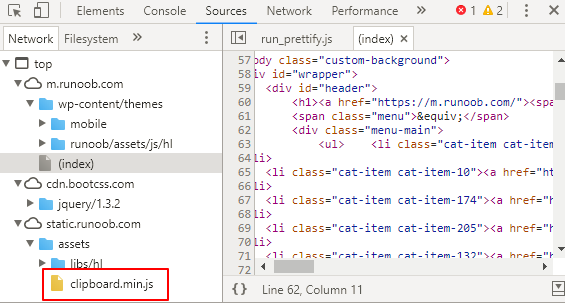 Elements Console Sources Network Performance » 1 2
Network Filesystem »
run_prettify.js (index) ×
top
m.runoob.com
wp-content/themes
mobile
runoob/assets/js/hl
(index)
cdn.bootcss.com
jquery/1.3.2
static.runoob.com
assets
libs/hl
clipboard.min.js
57 body class="custom-background">
58 div id="wrapper">
59 <div id="header">
60 <h1><a href="https://m.runoob.com/"><spa
61 <span class="menu">&equiv;</span>
62 <div class="menu-main">
63 <ul> <li class="cat-item cat-item
64 li>
65 <li class="cat-item cat-item-10"><a href="ht
66 li>
67 <li class="cat-item cat-item-174"><a href="h
68 li>
69 <li class="cat-item cat-item-205"><a href="h
70 li>
71 <li class="cat-item cat-item-132"><a href="h
72
{} Line 62, Column 11